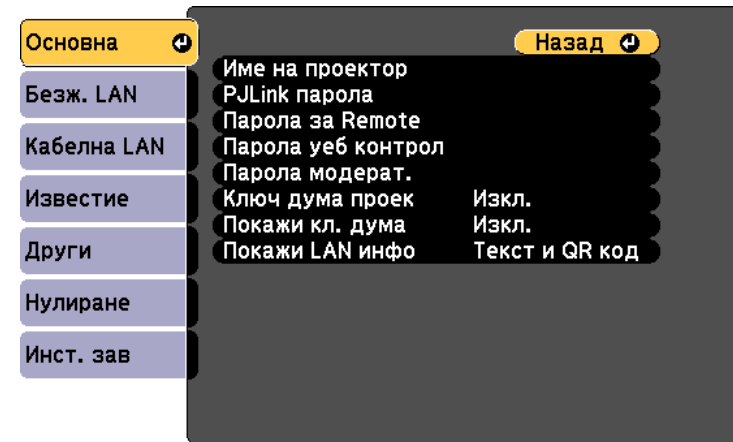 Основна
Безж. LAN
Кабелна LAN
Известие
Други
Нулиране
Инст. зав
Назад
Име на проектор
PJLink парола
Парола за Remote
Парола уеб контрол
Парола модерат.
Ключ дума проек Изкл.
Покажи кл. дума Изкл.
Покажи LAN инфо Текст и QR код